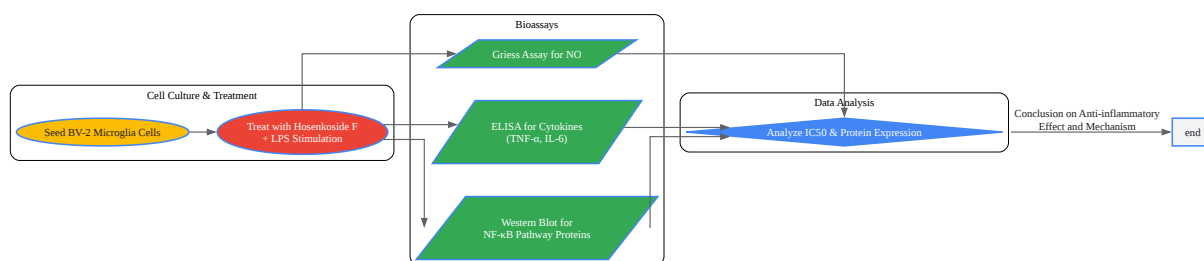 Cell Culture & Treatment
Seed BV-2 Microglia Cells
Treat with Hosenkoside F
+ LPS Stimulation
Bioassays
Griess Assay for NO
ELISA for Cytokines
(TNF-α, IL-6)
Western Blot for
NF-κB Pathway Proteins
Data Analysis
Analyze IC50 & Protein Expression
Conclusion on Anti-inflammatory
Effect and Mechanism
end